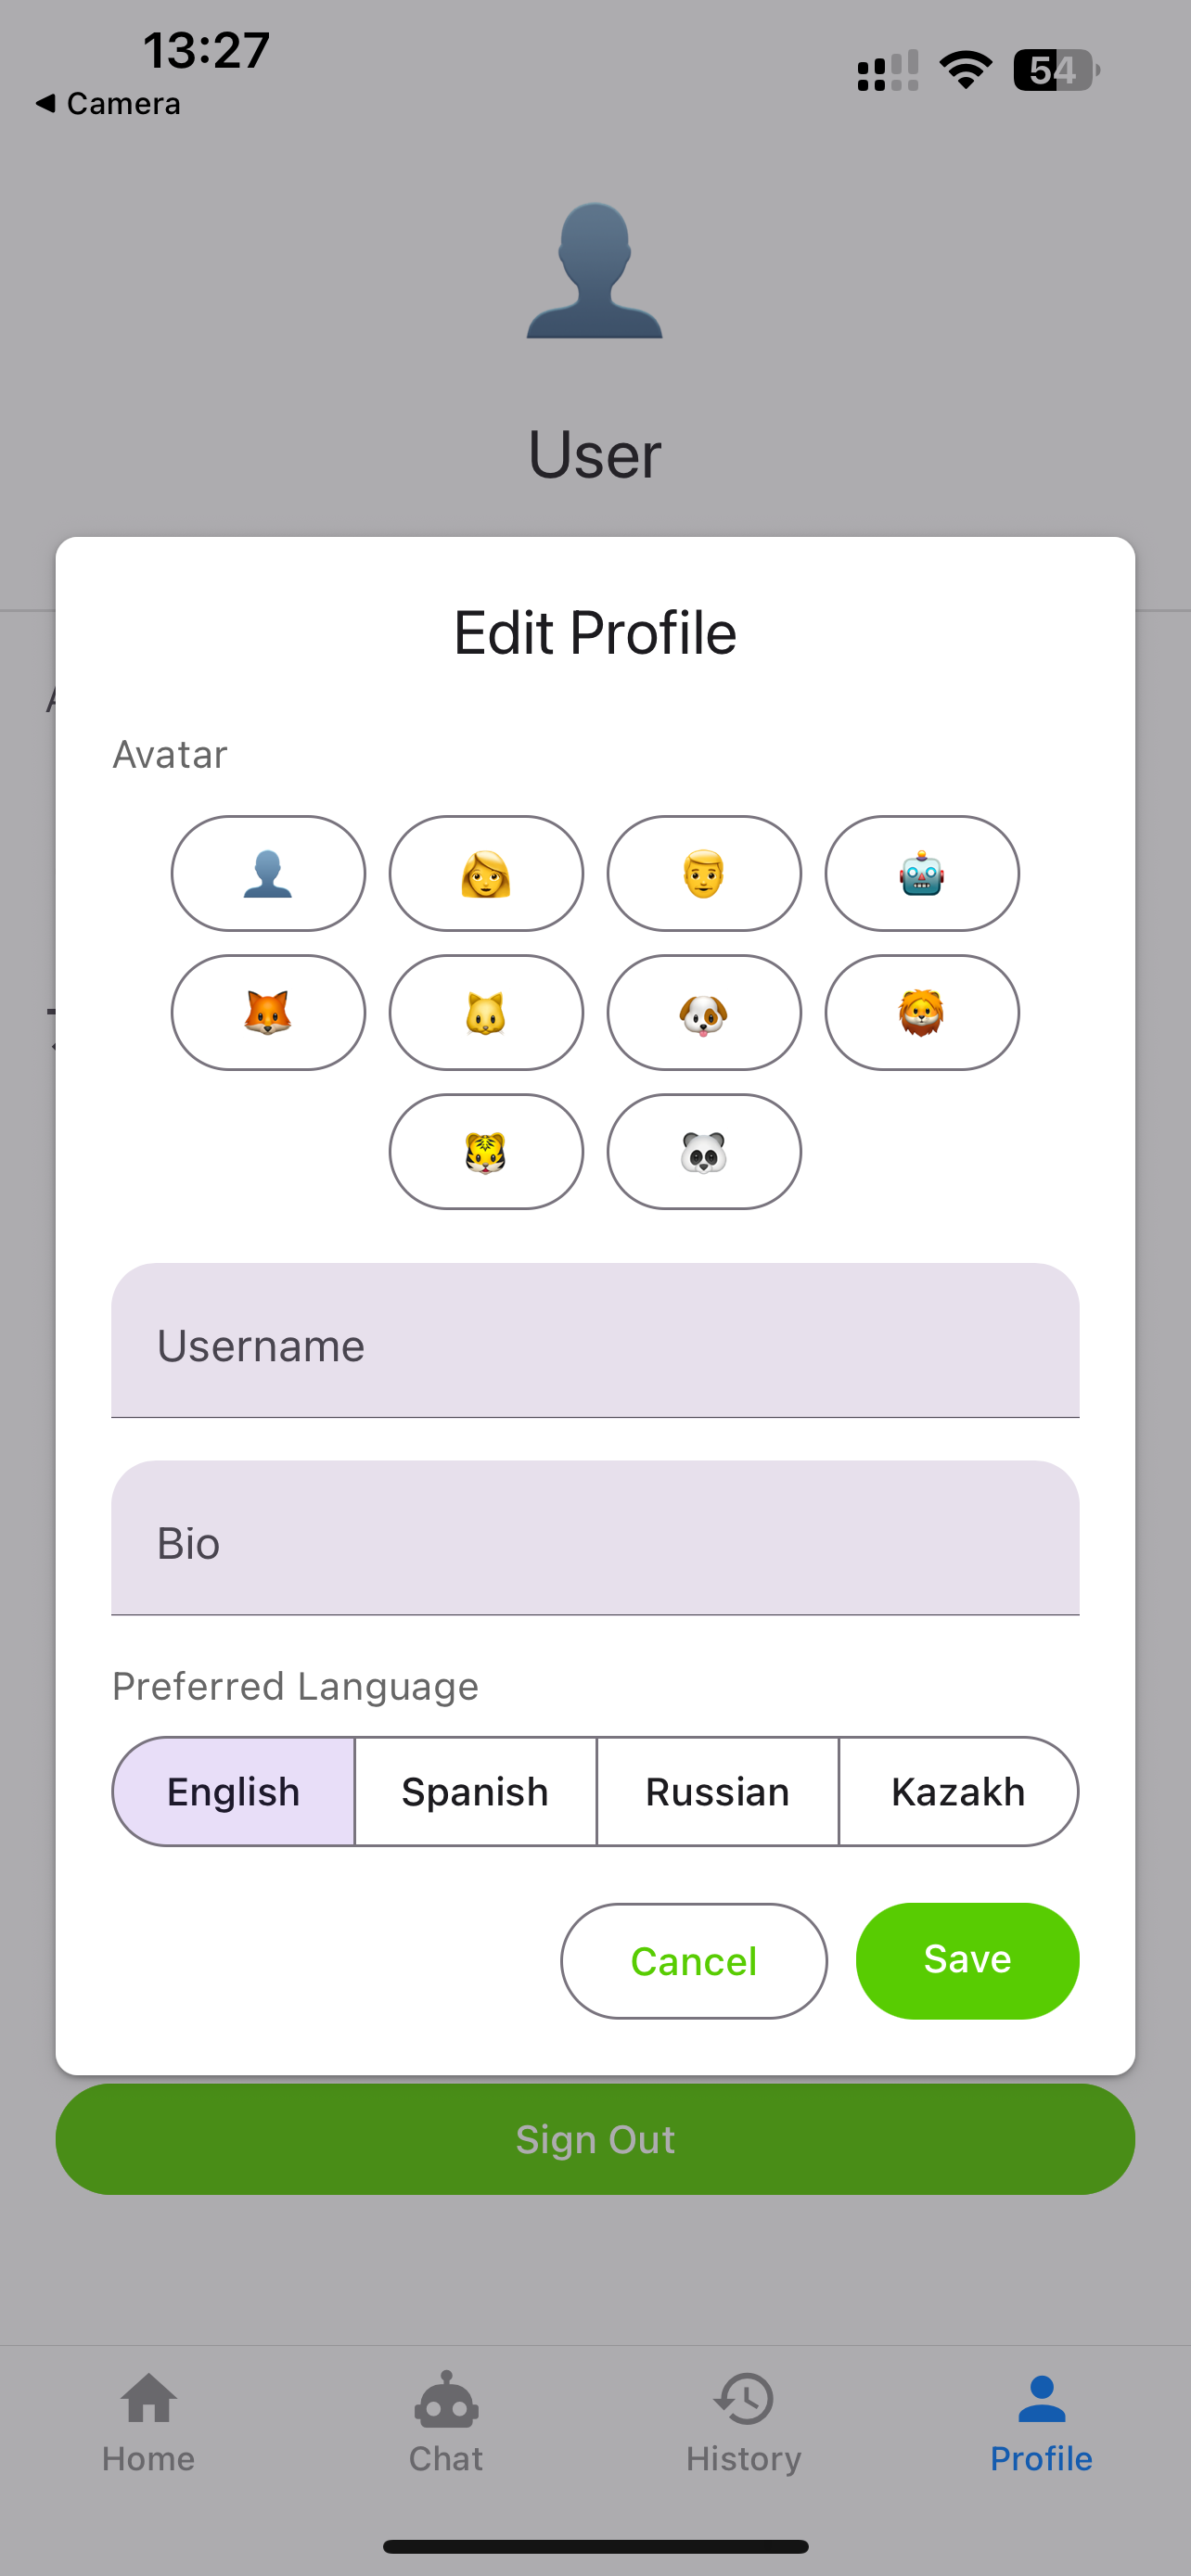 13:27
54
◀ Camera
User
Edit Profile
Avatar
Username
Bio
Preferred Language
English Spanish Russian Kazakh
Cancel Save
Sign Out
Home Chat History Profile